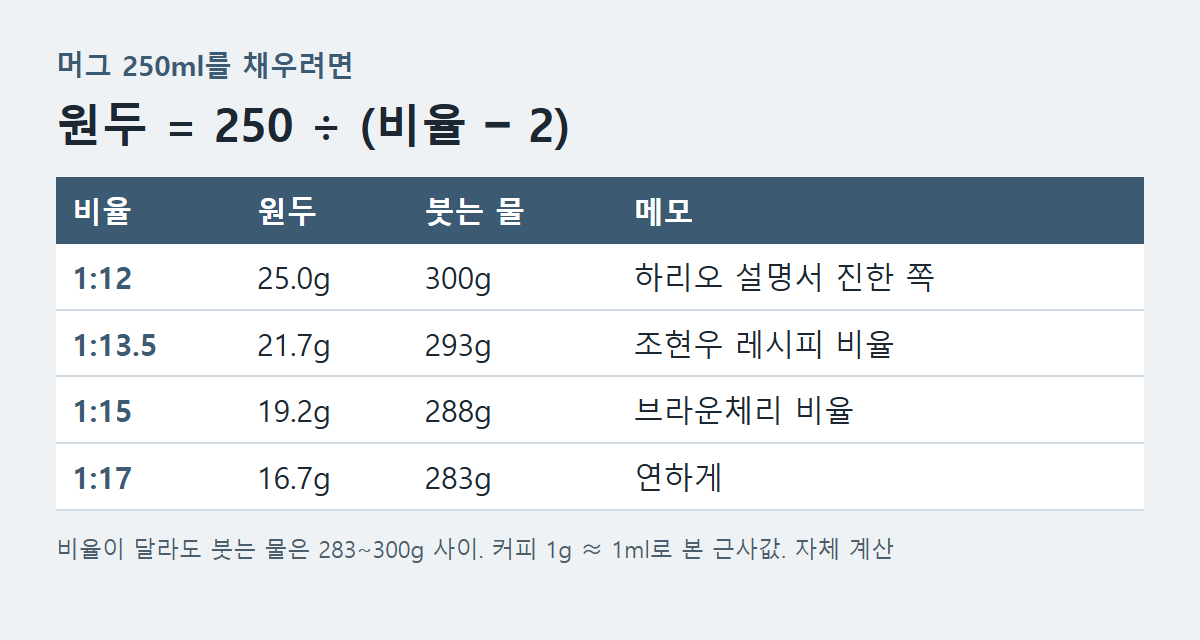 머그 250ml를 채우려면
원두 = 250 ÷ (비율 − 2)
비율 원두 붓는 물 메모
1:12 25.0g 300g 하리오 설명서 진한 쪽
1:13.5 21.7g 293g 조현우 레시피 비율
1:15 19.2g 288g 브라운체리 비율
1:17 16.7g 283g 연하게
비율이 달라도 붓는 물은 283~300g 사이. 커피 1g ≈ 1ml로 본 근사값. 자체 계산